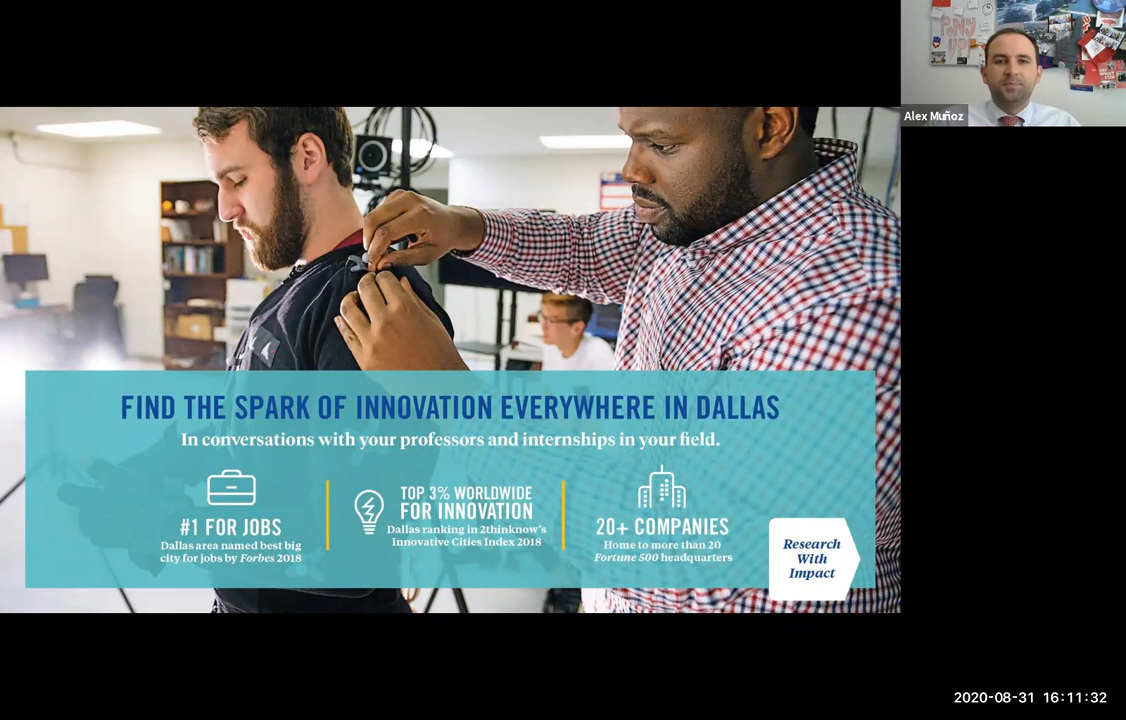 PONY
UP!
Alex Muñoz
FIND THE SPARK OF INNOVATION EVERYWHERE IN DALLAS
In conversations with your professors and internships in your field.
#1 FOR JOBS
Dallas area named best big
city for jobs by Forbes 2018
TOP 3% WORLDWIDE
FOR INNOVATION
Dallas ranking in 2thinknow's
Innovative Cities Index 2018
20+ COMPANIES
Home to more than 20
Fortune 500 headquarters
Research
With
Impact
2020-08-31 16:11:32